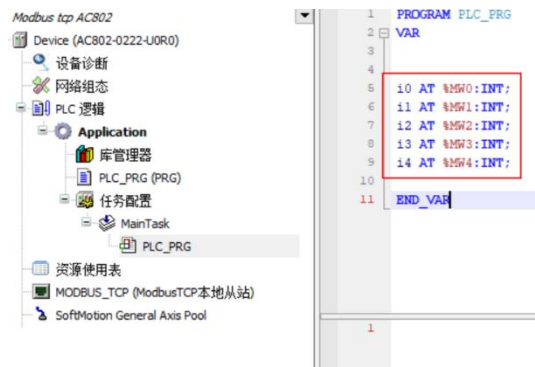 Modbus tcp AC802
Device (AC802-0222-U0R0)
设备诊断
网络组态
PLC 逻辑
Application
库管理器
PLC_PRG (PRG)
任务配置
MainTask
PLC_PRG
资源使用表
MODBUS_TCP (ModbusTCP本地从站)
SoftMotion General Axis Pool
1 PROGRAM PLC_PRG
2 VAR
3
4
5 i0 AT %MW0:INT;
6 i1 AT %MW1:INT;
7 i2 AT %MW2:INT;
8 i3 AT %MW3:INT;
9 i4 AT %MW4:INT;
10
11 END_VAR
1